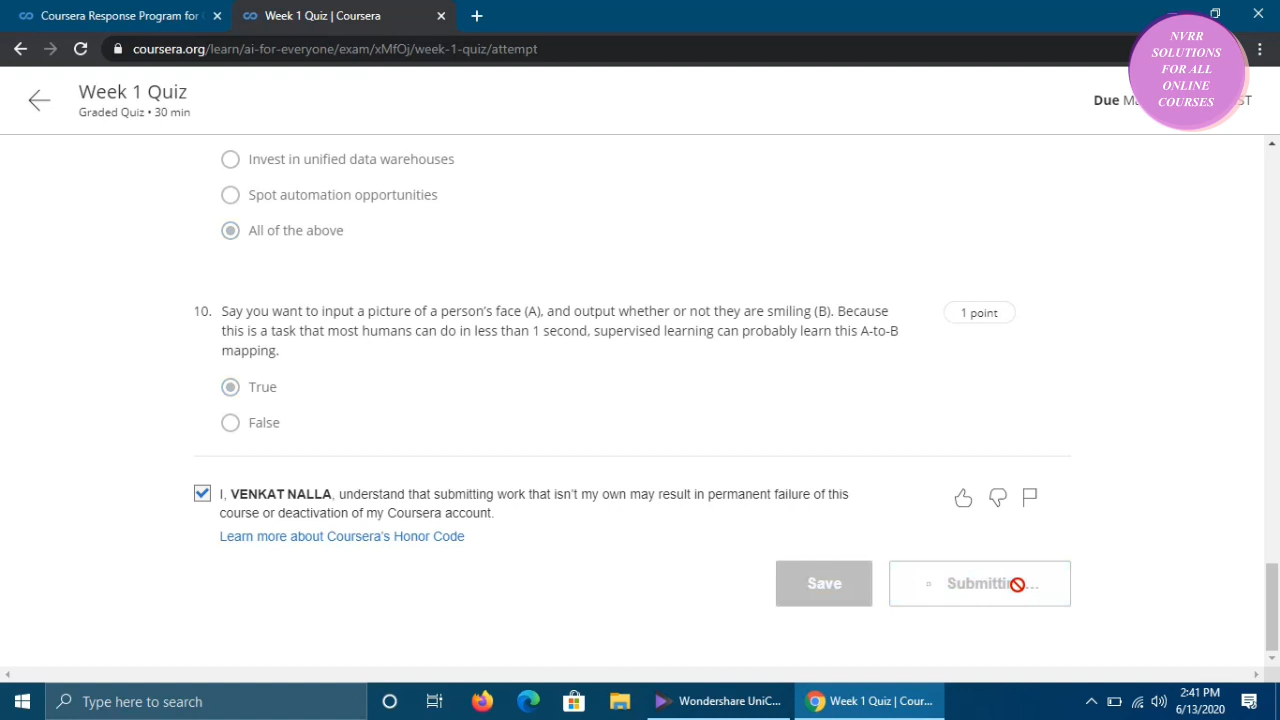 Coursera Response Program for
Week 1 Quiz | Coursera
coursera.org/learn/ai-for-everyone/exam/xMfOj/week-1-quiz/attempt
NVRR
SOLUTIONS
FOR ALL
ONLINE
COURSES
Week 1 Quiz
Graded Quiz • 30 min
Due
ST
Invest in unified data warehouses
Spot automation opportunities
All of the above
10. Say you want to input a picture of a person's face (A), and output whether or not they are smiling (B). Because
1 point
this is a task that most humans can do in less than 1 second, supervised learning can probably learn this A-to-B
mapping.
True
False
I, VENKAT NALLA, understand that submitting work that isn't my own may result in permanent failure of this
course or deactivation of my Coursera account.
Learn more about Coursera's Honor Code
Save
Submitting...
Type here to search
Wondershare UniC...
Week 1 Quiz | Cour...
2:41 PM
6/13/2020